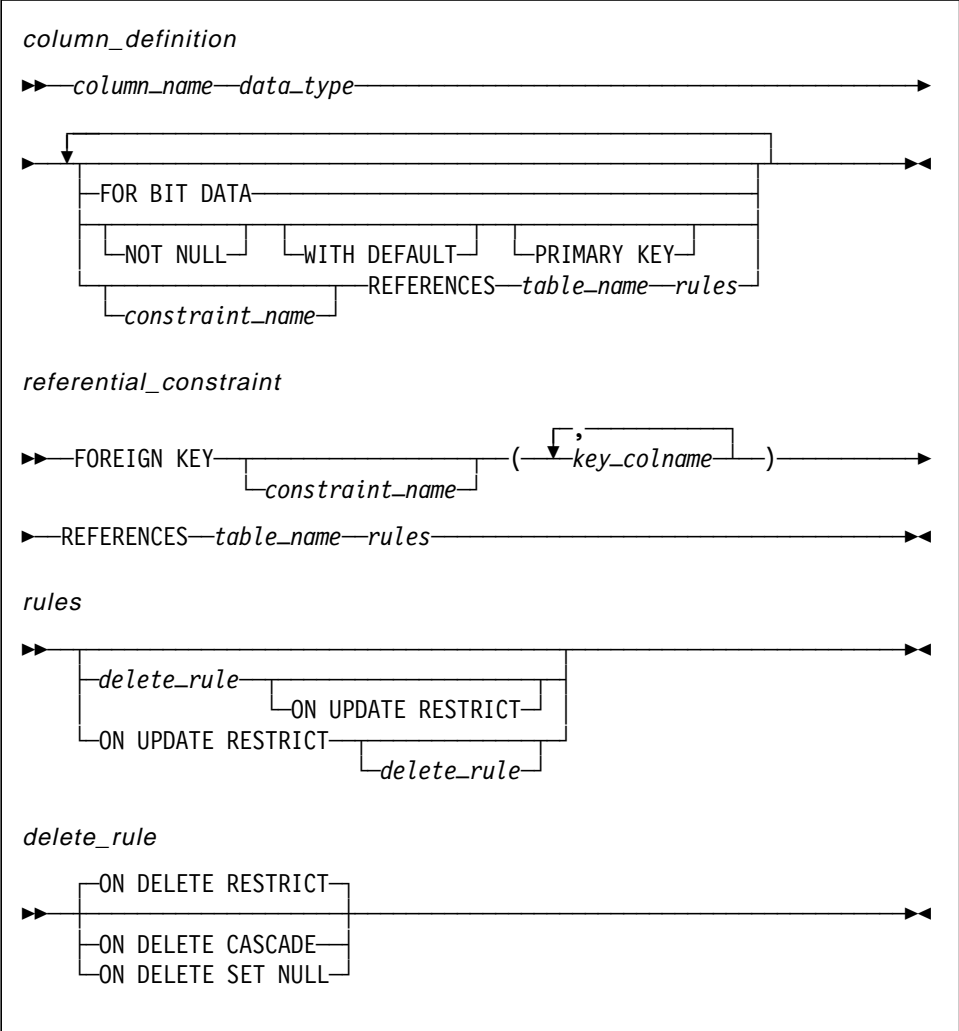 column_definition
column_name data_type
FOR BIT DATA
NOT NULL WITH DEFAULT PRIMARY KEY
REFERENCES table_name rules
constraint_name
referential_constraint
,
FOREIGN KEY ( key_colname )
constraint_name
REFERENCES table_name rules
rules
delete_rule
ON UPDATE RESTRICT
ON UPDATE RESTRICT
delete_rule
delete_rule
ON DELETE RESTRICT
ON DELETE CASCADE
ON DELETE SET NULL